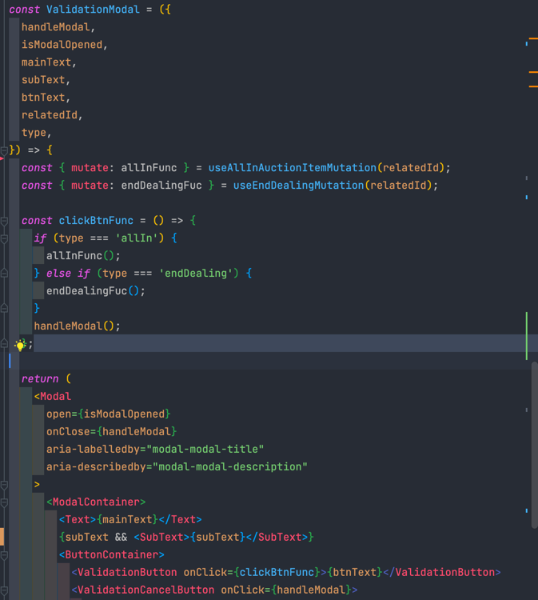 const ValidationModal = ({
handleModal,
isModalOpened,
mainText,
subText,
btnText,
relatedId,
type,
}) => {
const { mutate: allInFunc } = useAllInAuctionItemMutation(relatedId);
const { mutate: endDealingFuc } = useEndDealingMutation(relatedId);
const clickBtnFunc = () => {
if (type === 'allIn') {
allInFunc();
} else if (type === 'endDealing') {
endDealingFuc();
}
handleModal();
};
return (
<Modal
open={isModalOpened}
onClose={handleModal}
aria-labelledby="modal-modal-title"
aria-describedby="modal-modal-description"
>
<ModalContainer>
<Text>{mainText}</Text>
{subText && <SubText>{subText}</SubText>}
<ButtonContainer>
<ValidationButton onClick={clickBtnFunc}>{btnText}</ValidationButton>
<ValidationCancelButton onClick={handleModal}>